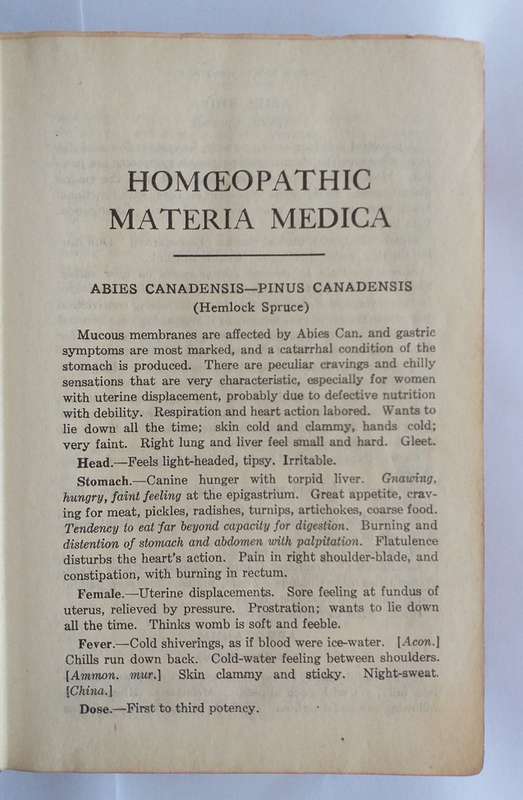 HOMŒOPATHIC
MATERIA MEDICA
ABIES CANADENSIS—PINUS CANADENSIS
(Hemlock Spruce)
Mucous membranes are affected by Abies Can. and gastric
symptoms are most marked, and a catarrhal condition of the
stomach is produced. There are peculiar cravings and chilly
sensations that are very characteristic, especially for women
with uterine displacement, probably due to defective nutrition
with debility. Respiration and heart action labored. Wants to
lie down all the time; skin cold and clammy, hands cold;
very faint. Right lung and liver feel small and hard. Gleet.
Head.—Feels light-headed, tipsy. Irritable.
Stomach.—Canine hunger with torpid liver. Gnawing,
hungry, faint feeling at the epigastrium. Great appetite, crav-
ing for meat, pickles, radishes, turnips, artichokes, coarse food.
Tendency to eat far beyond capacity for digestion. Burning and
distention of stomach and abdomen with palpitation. Flatulence
disturbs the heart's action. Pain in right shoulder-blade, and
constipation, with burning in rectum.
Female.—Uterine displacements. Sore feeling at fundus of
uterus, relieved by pressure. Prostration; wants to lie down
all the time. Thinks womb is soft and feeble.
Fever.—Cold shiverings, as if blood were ice-water. [Acon.]
Chills run down back. Cold-water feeling between shoulders.
[Ammon. mur.] Skin clammy and sticky. Night-sweat.
[China.]
Dose.—First to third potency.